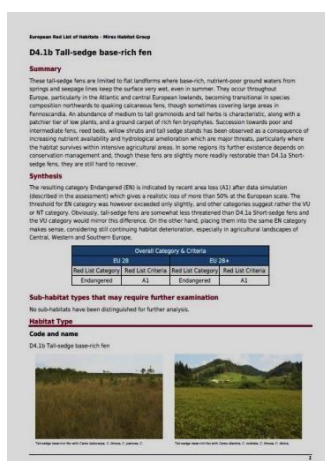 European Red List of Habitats - Mires Habitat Group
D4.1b Tall-sedge base-rich fen
Summary
These tall-sedge fens are limited to flat landforms where base-rich, nutrient-poor ground waters from
springs and seepage lines keep the surface very wet, even in summer. They occur throughout
Europe, particularly in the Atlantic and central European lowlands, becoming transitional in species
composition northwards to quaking calcareous fens, though sometimes covering large areas in
Fennoscandia. An abundance of medium to tall graminoids and tall herbs is characteristic, along with a
patchier tier of low plants, and a ground carpet of rich fen bryophytes. Succession towards poor and
intermediate fens, reed beds, willow shrubs and tall sedge stands has been observed as a consequence of
increasing nutrient availability and hydrological amelioration which are major threats, particularly where
the habitat survives within intensive agricultural areas. In some regions its further existence depends on
conservation management and, though these fens are slightly more readily restorable than D4.1a Short-
sedge fens, they are still hard to recover.
Synthesis
The resulting category Endangered (EN) is indicated by recent area loss (A1) after data simulation
(described in the assessment) which gives a realistic loss of more than 50% at the European scale. The
threshold for EN category was however exceeded only slightly, and other categories suggest rather the VU
or NT category. Obviously, tall-sedge fens are somewhat less threatened than D4.1a Short-sedge fens and
the VU category would mirror this difference. On the other hand, placing them into the same EN category
makes sense, considering still continuing habitat deterioration, especially in agricultural landscapes of
Central, Western and Southern Europe.
Overall Category & Criteria
EU 28 EU 28+
Red List Category Red List Criteria Red List Category Red List Criteria
Endangered A1 Endangered A1
Sub-habitat types that may require further examination
No sub-habitats have been distinguished for further analysis.
Habitat Type
Code and name
D4.1b Tall-sedge base-rich fen
Tall-sedge base-rich fen with Carex
Tall-sedge base-rich fen with Carex